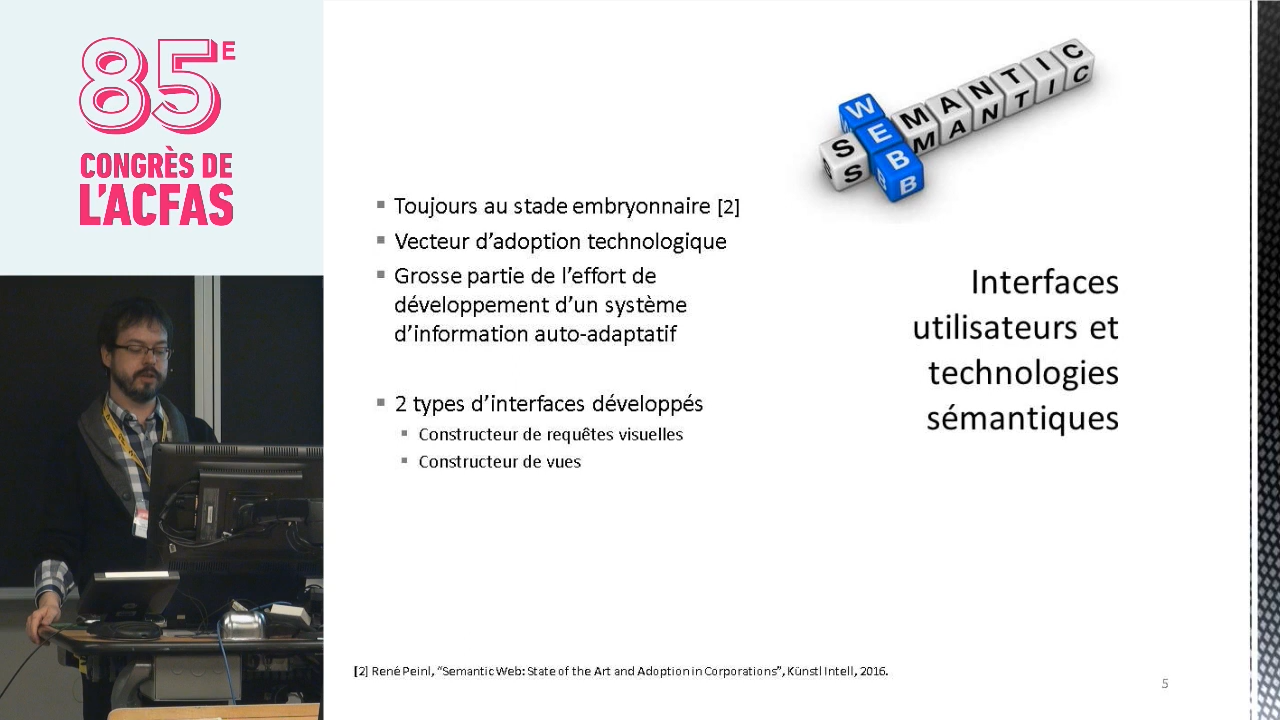 85E
CONGRÈS DE
L'ACFAS
WEB
SEMANTIC
▪ Toujours au stade embryonnaire [2]
▪ Vecteur d'adoption technologique
▪ Grosse partie de l'effort de
développement d'un système
d'information auto-adaptatif
▪ 2 types d'interfaces développés
▪ Constructeur de requêtes visuelles
▪ Constructeur de vues
Interfaces
utilisateurs et
technologies
sémantiques
[2] René Peinl, "Semantic Web: State of the Art and Adoption in Corporations", Künstl Intell, 2016.
5